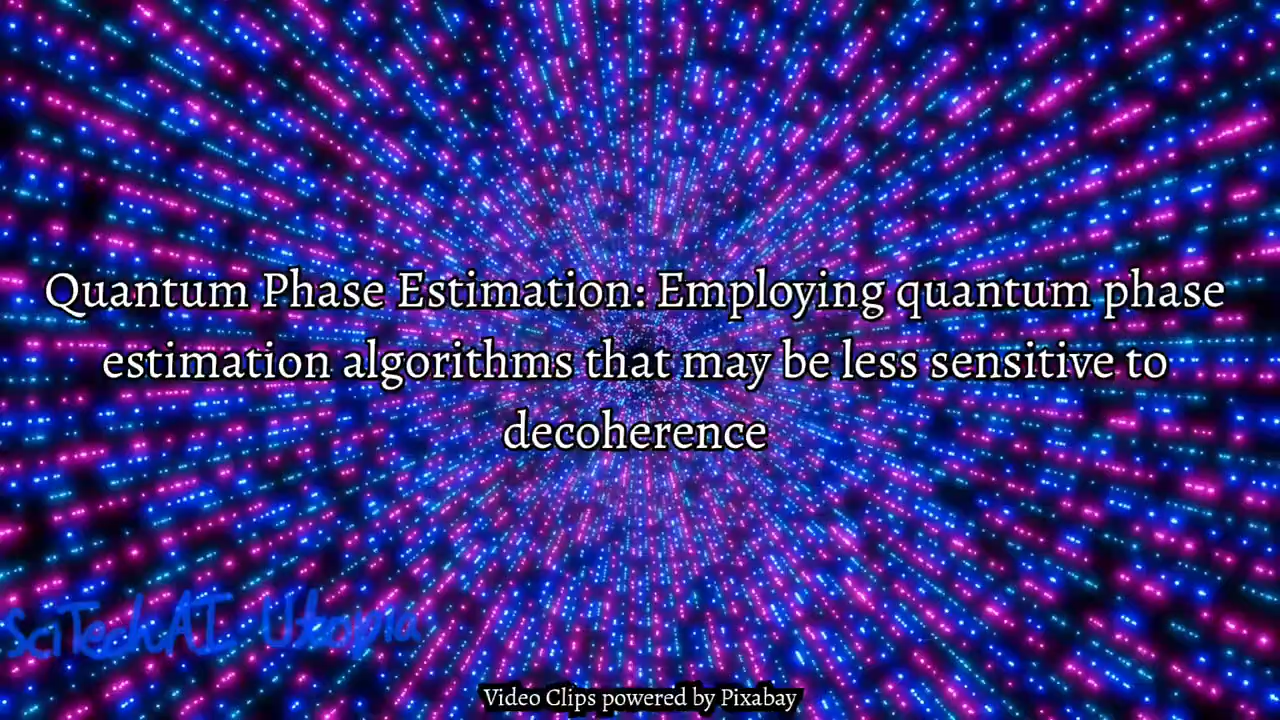 Quantum Phase Estimation: Employing quantum phase
estimation algorithms that may be less sensitive to
decoherence
SciTechAI Utopia
Video Clips powered by Pixabay